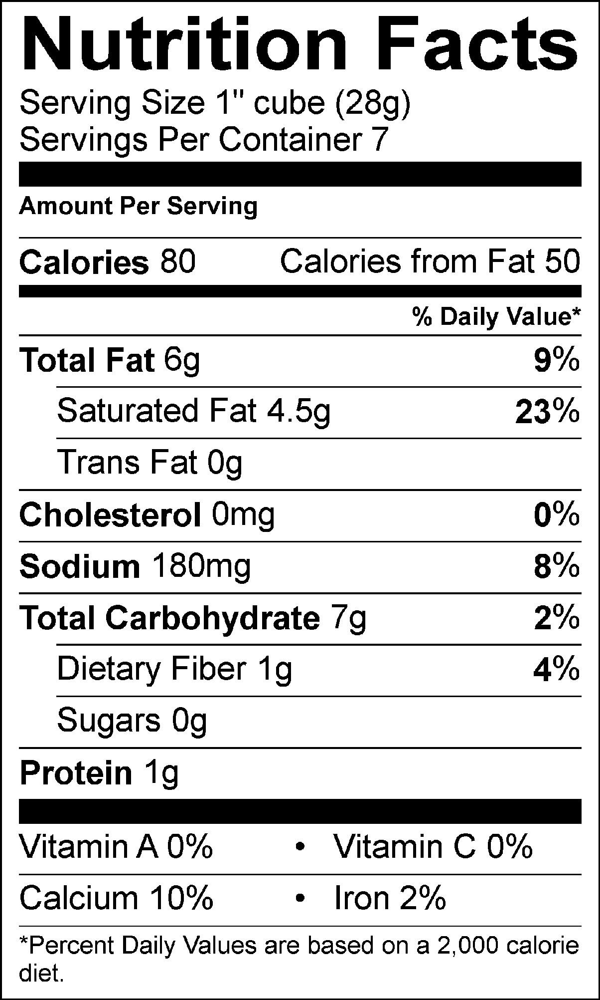 Nutrition Facts
Serving Size 1" cube (28g)
Servings Per Container 7
Amount Per Serving
Calories 80 Calories from Fat 50
% Daily Value*
Total Fat 6g 9%
Saturated Fat 4.5g 23%
Trans Fat 0g
Cholesterol 0mg 0%
Sodium 180mg 8%
Total Carbohydrate 7g 2%
Dietary Fiber 1g 4%
Sugars 0g
Protein 1g
Vitamin A 0% • Vitamin C 0%
Calcium 10% • Iron 2%
*Percent Daily Values are based on a 2,000 calorie
diet.